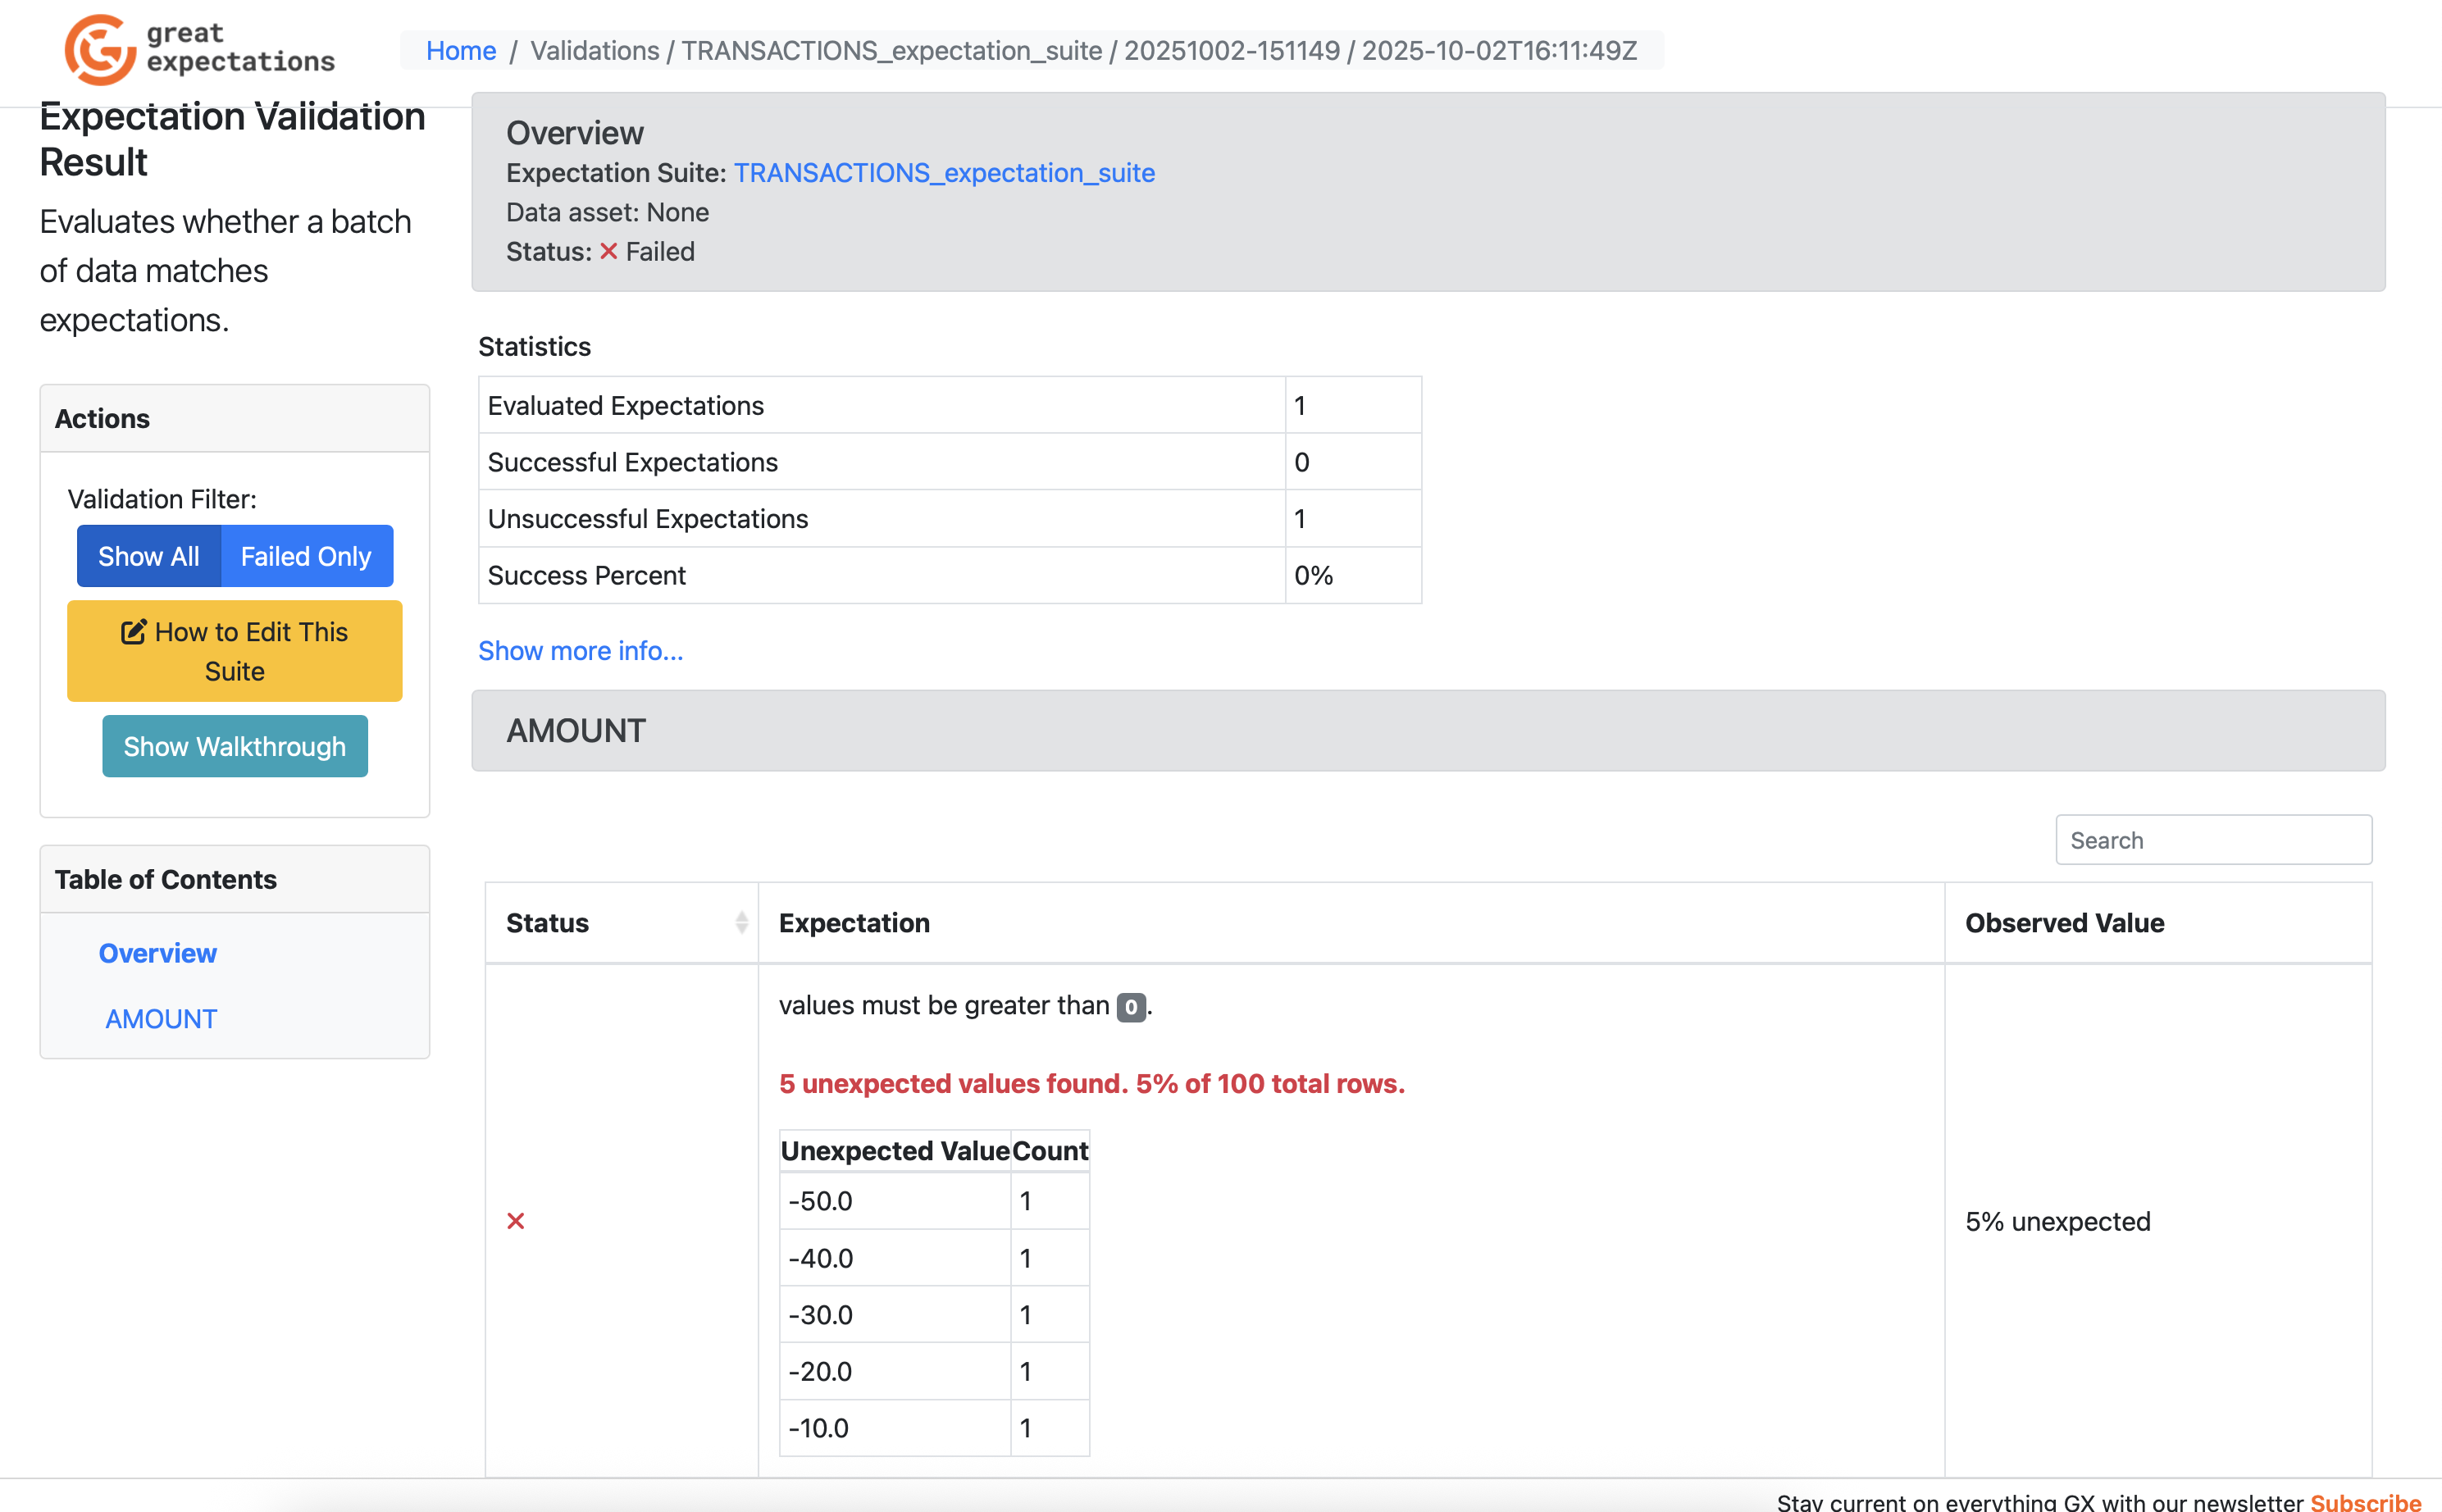 great
expectations
Home / Validations / TRANSACTIONS_expectation_suite / 20251002-151149 / 2025-10-02T16:11:49Z
Expectation Validation
Result
Evaluates whether a batch
of data matches
expectations.
Actions
Validation Filter:
Show All Failed Only
How to Edit This
Suite
Show Walkthrough
Table of Contents
Overview
AMOUNT
Overview
Expectation Suite: TRANSACTIONS_expectation_suite
Data asset: None
Status: ✕ Failed
Statistics
Evaluated Expectations 1
Successful Expectations 0
Unsuccessful Expectations 1
Success Percent 0%
Show more info...
AMOUNT
Search
Status Expectation Observed Value
values must be greater than 0.
5 unexpected values found. 5% of 100 total rows.
Unexpected Value Count
-50.0 1
-40.0 1
-30.0 1
-20.0 1
-10.0 1
5% unexpected
Stay current on everything GX with our newsletter Subscribe